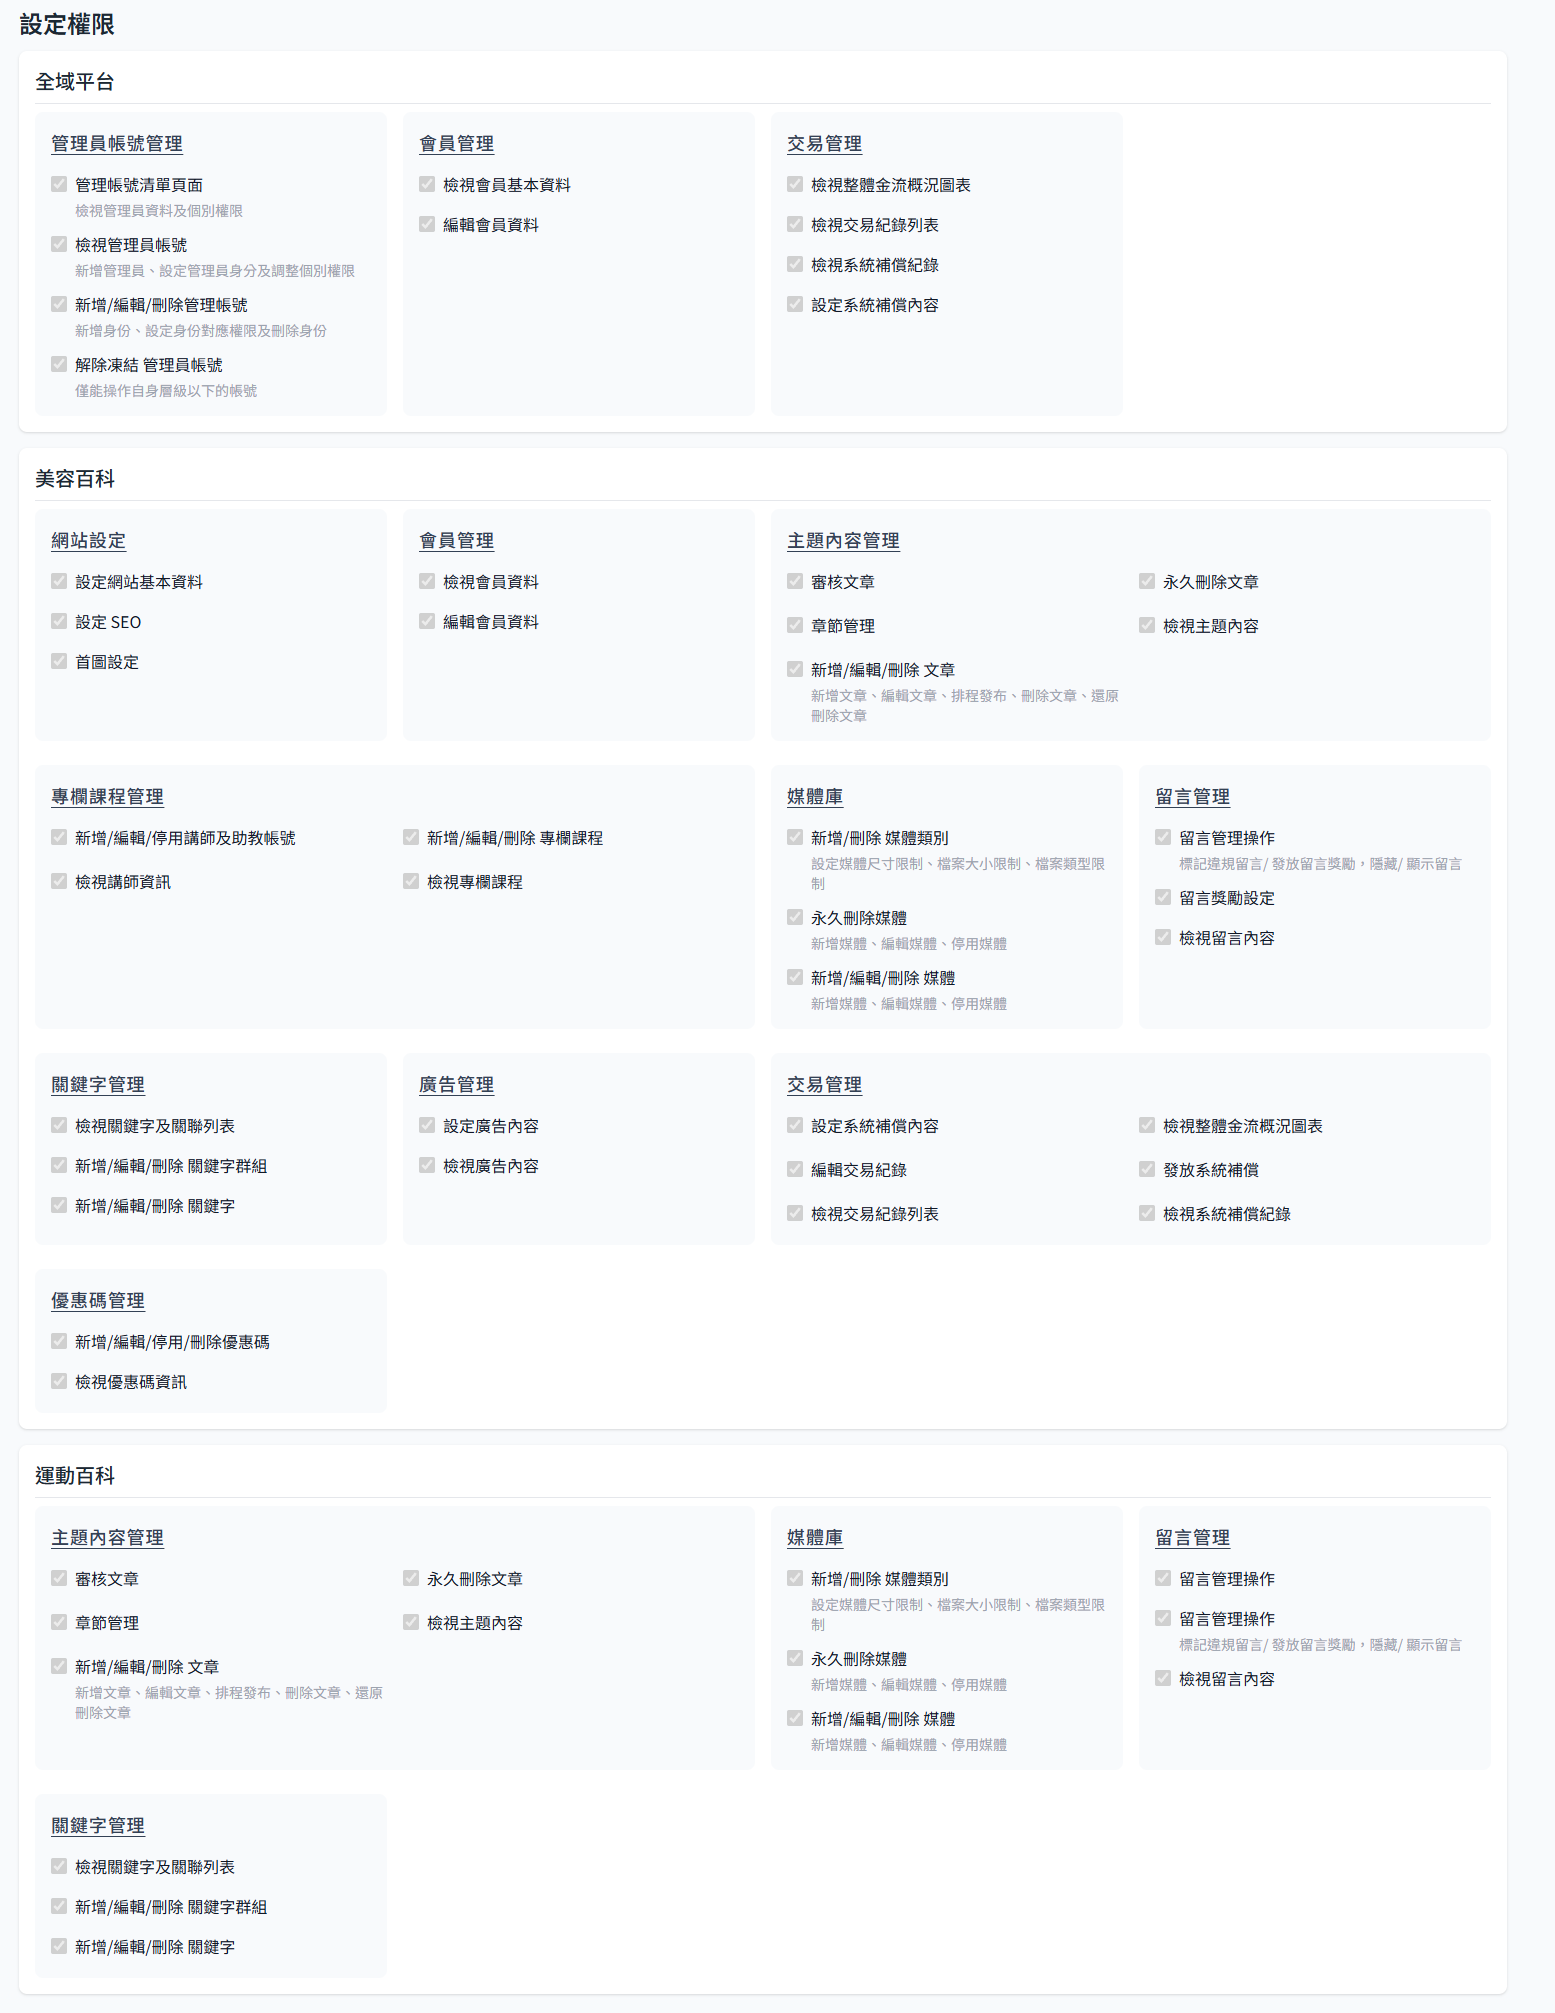 設定權限
全域平台
管理員帳號管理
管理帳號清單頁面
檢視管理員資料及個別權限
檢視管理員帳號
新增管理員、設定管理員身分及調整個別權限
新增/編輯/刪除管理帳號
新增身份、設定身份對應權限及刪除身份
解除凍結 管理員帳號
僅能操作自身層級以下的帳號
會員管理
檢視會員基本資料
編輯會員資料
交易管理
檢視整體金流概況圖表
檢視交易紀錄列表
檢視系統補償紀錄
設定系統補償內容
美容百科
網站設定
設定網站基本資料
設定 SEO
首圖設定
會員管理
檢視會員資料
編輯會員資料
主題內容管理
審核文章
永久刪除文章
章節管理
檢視主題內容
新增/編輯/刪除 文章
新增文章、編輯文章、排程發布、刪除文章、還原
刪除文章
專欄課程管理
新增/編輯/停用講師及助教帳號
新增/編輯/刪除 專欄課程
檢視講師資訊
檢視專欄課程
媒體庫
新增/刪除 媒體類別
設定媒體尺寸限制、檔案大小限制、檔案類型限
制
永久刪除媒體
新增媒體、編輯媒體、停用媒體
新增/編輯/刪除 媒體
新增媒體、編輯媒體、停用媒體
留言管理
留言管理操作
標記違規留言/ 發放留言獎勵，隱藏/ 顯示留言
留言獎勵設定
檢視留言內容
關鍵字管理
檢視關鍵字及關聯列表
新增/編輯/刪除 關鍵字群組
新增/編輯/刪除 關鍵字
廣告管理
設定廣告內容
檢視廣告內容
交易管理
設定系統補償內容
檢視整體金流概況圖表
編輯交易紀錄
發放系統補償
檢視交易紀錄列表
檢視系統補償紀錄
優惠碼管理
新增/編輯/停用/刪除優惠碼
檢視優惠碼資訊
運動百科
主題內容管理
審核文章
永久刪除文章
章節管理
檢視主題內容
新增/編輯/刪除 文章
新增文章、編輯文章、排程發布、刪除文章、還原
刪除文章
媒體庫
新增/刪除 媒體類別
設定媒體尺寸限制、檔案大小限制、檔案類型限
制
永久刪除媒體
新增媒體、編輯媒體、停用媒體
新增/編輯/刪除 媒體
新增媒體、編輯媒體、停用媒體
留言管理
留言管理操作
留言管理操作
標記違規留言/ 發放留言獎勵，隱藏/ 顯示留言
檢視留言內容
關鍵字管理
檢視關鍵字及關聯列表
新增/編輯/刪除 關鍵字群組
新增/編輯/刪除 關鍵字